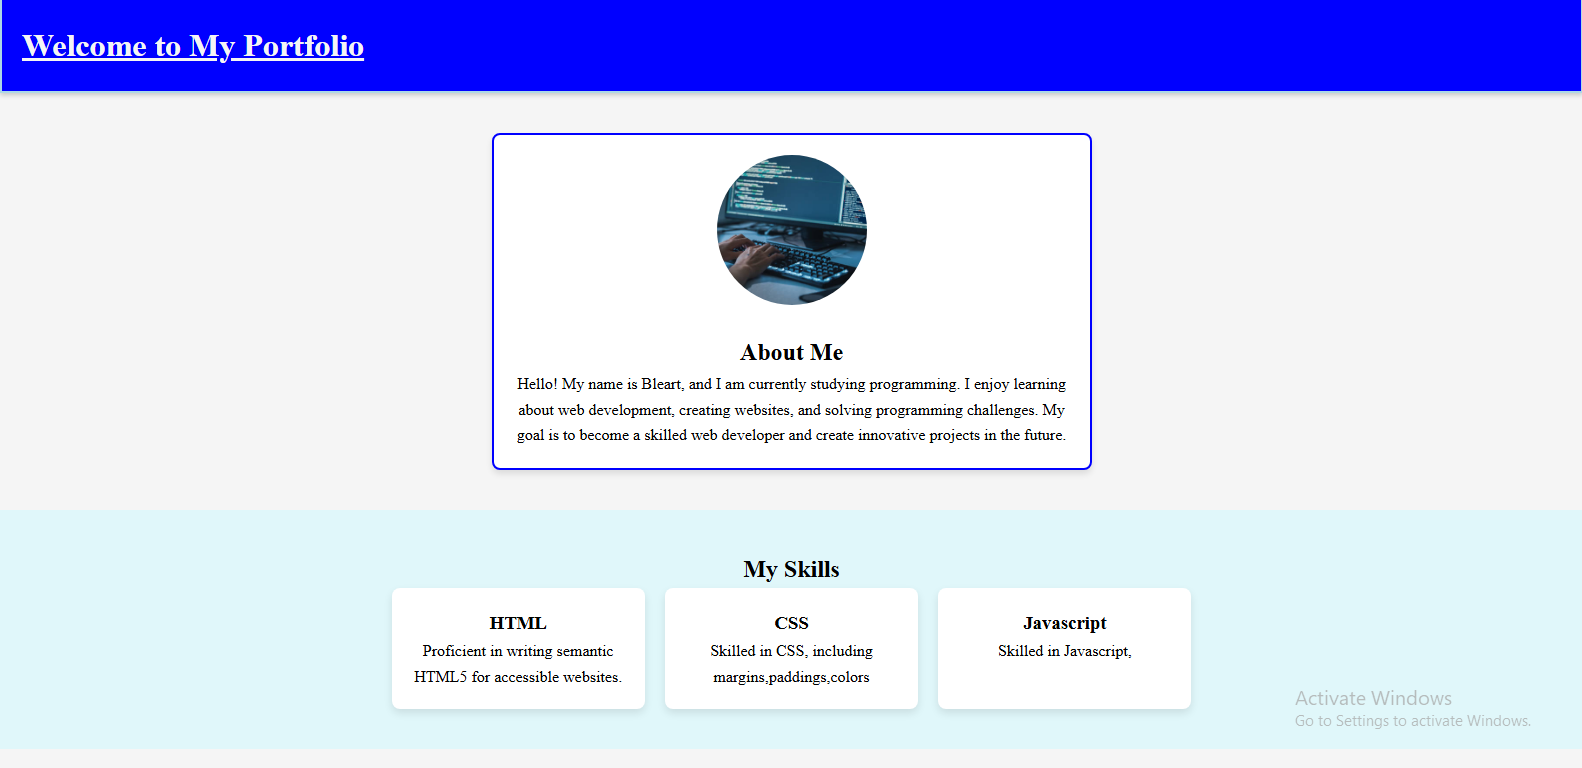 Welcome to My Portfolio
About Me
Hello! My name is Bleart, and I am currently studying programming. I enjoy learning
about web development, creating websites, and solving programming challenges. My
goal is to become a skilled web developer and create innovative projects in the future.
My Skills
HTML
Proficient in writing semantic
HTML5 for accessible websites.
CSS
Skilled in CSS, including
margins,paddings,colors
Javascript
Skilled in Javascript,
Activate Windows
Go to Settings to activate Windows.